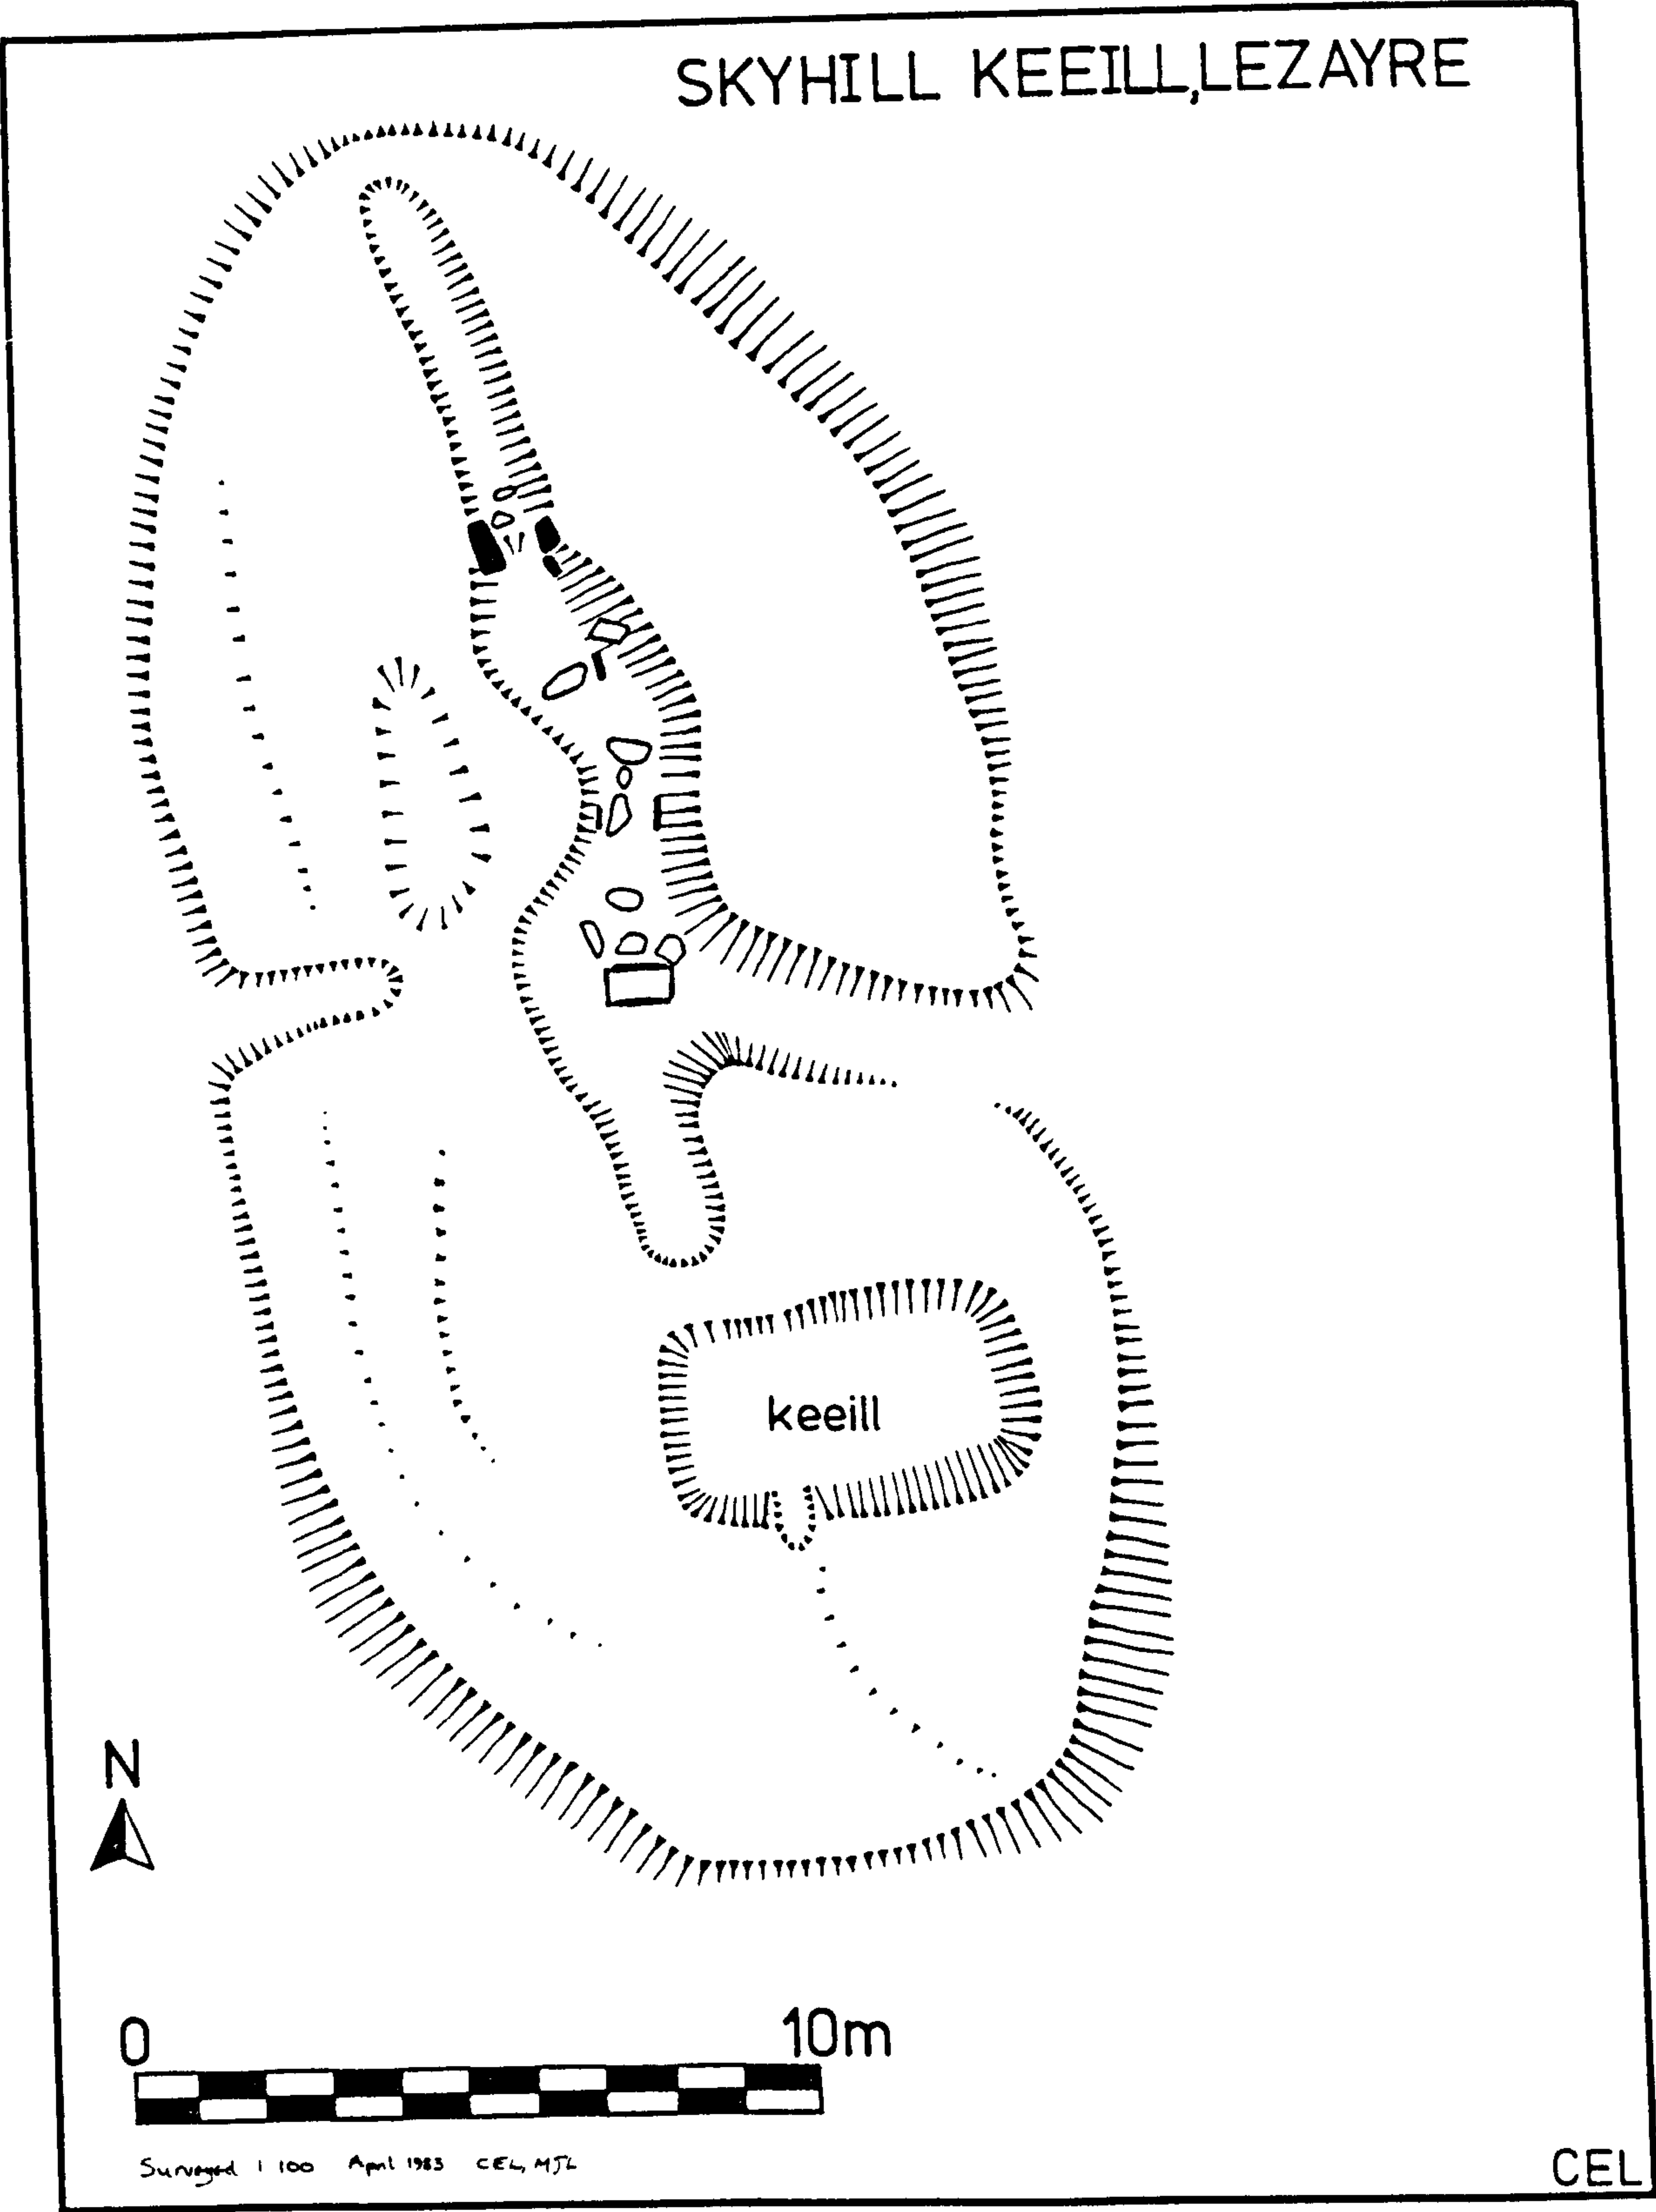 SKYHILL KEEILL, LEZAYRE
keeill
N
0 10m
Surveyed 1 100 April 1983 CEL, MJL
CEL